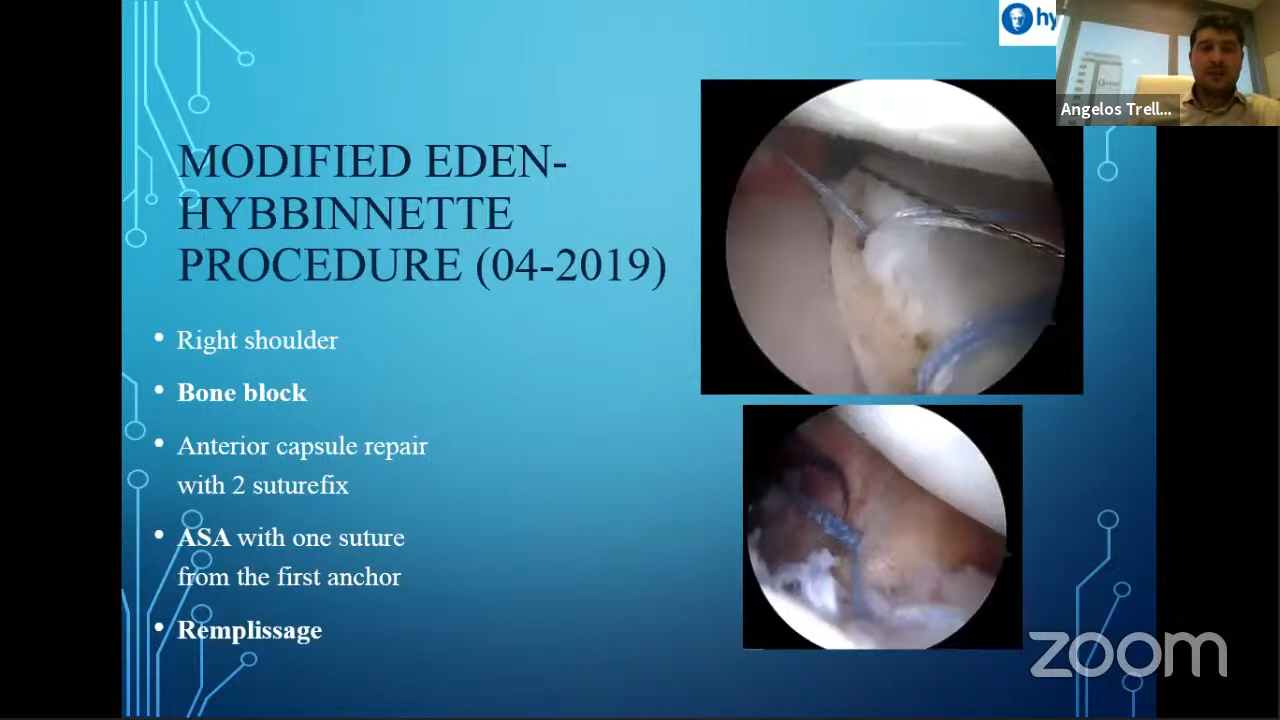 hy
Angelos Trell...
MODIFIED EDEN-
HYBBINNETTE
PROCEDURE (04-2019)
• Right shoulder
• Bone block
• Anterior capsule repair
with 2 suturefix
• ASA with one suture
from the first anchor
• Remplissage
zoom